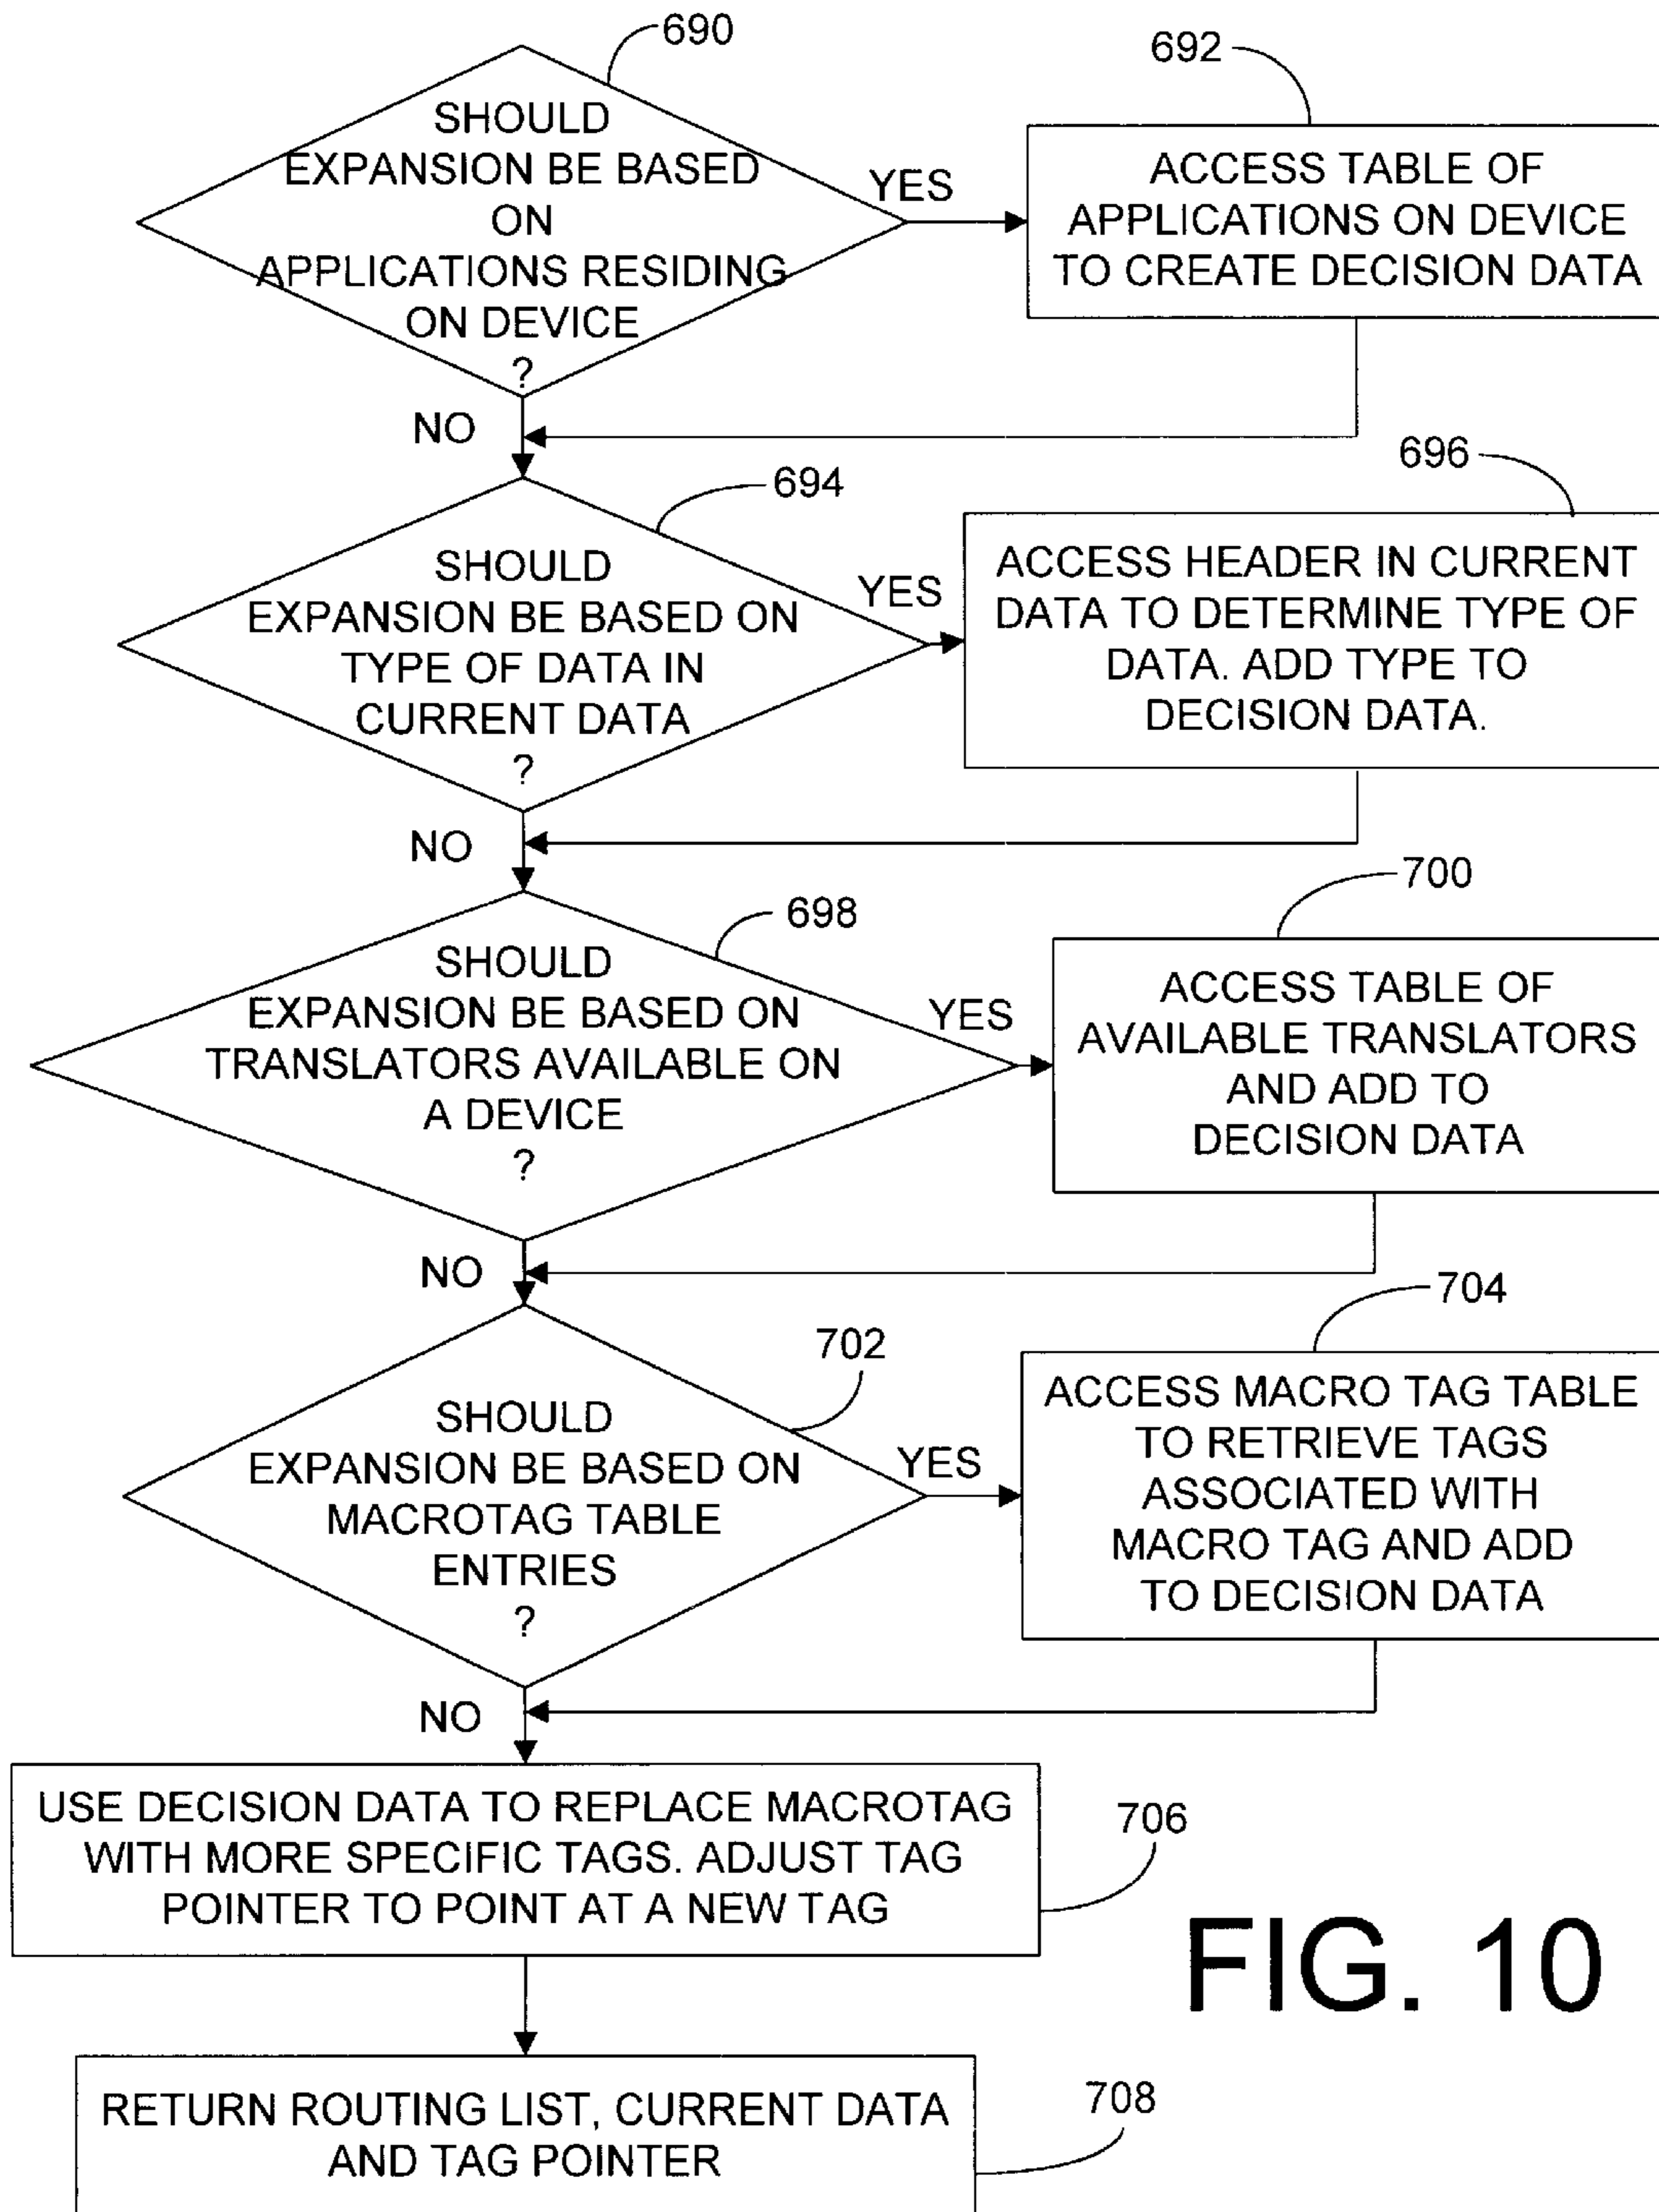 690
SHOULD
EXPANSION BE BASED
ON
APPLICATIONS RESIDING
ON DEVICE
?
YES
692
ACCESS TABLE OF
APPLICATIONS ON DEVICE
TO CREATE DECISION DATA
NO
694
SHOULD
EXPANSION BE BASED ON
TYPE OF DATA IN
CURRENT DATA
?
YES
696
ACCESS HEADER IN CURRENT
DATA TO DETERMINE TYPE OF
DATA. ADD TYPE TO
DECISION DATA.
NO
698
SHOULD
EXPANSION BE BASED ON
TRANSLATORS AVAILABLE ON
A DEVICE
?
YES
700
ACCESS TABLE OF
AVAILABLE TRANSLATORS
AND ADD TO
DECISION DATA
NO
702
SHOULD
EXPANSION BE BASED ON
MACROTAG TABLE
ENTRIES
?
YES
704
ACCESS MACRO TAG TABLE
TO RETRIEVE TAGS
ASSOCIATED WITH
MACRO TAG AND ADD
TO DECISION DATA
NO
USE DECISION DATA TO REPLACE MACROTAG
WITH MORE SPECIFIC TAGS. ADJUST TAG
POINTER TO POINT AT A NEW TAG
706
RETURN ROUTING LIST, CURRENT DATA
AND TAG POINTER
708
FIG. 10